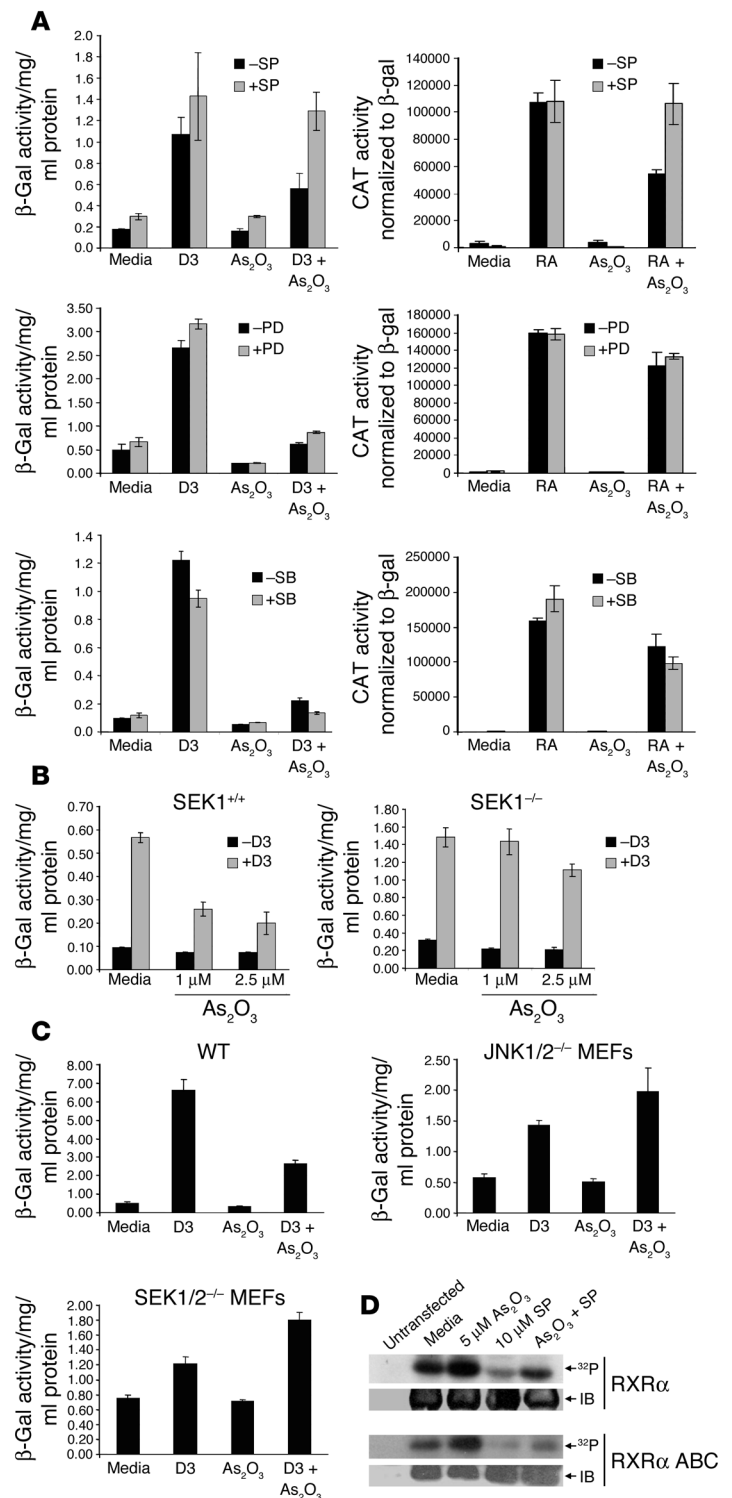 A
β-Gal activity/mg/
ml protein
2.0
1.8
1.6
1.4
1.2
1.0
0.8
0.6
0.4
0.2
0.0
–SP
+SP
Media
D3
As₂O₃
D3 +
As₂O₃
CAT activity
normalized to β-gal
140000
120000
100000
80000
60000
40000
20000
0
–SP
+SP
Media
RA
As₂O₃
RA +
As₂O₃
β-Gal activity/mg/
ml protein
3.50
3.00
2.50
2.00
1.50
1.00
0.50
0.00
–PD
+PD
Media
D3
As₂O₃
D3 +
As₂O₃
CAT activity
normalized to β-gal
180000
160000
140000
120000
100000
80000
60000
40000
20000
0
–PD
+PD
Media
RA
As₂O₃
RA +
As₂O₃
β-Gal activity/mg/
ml protein
1.4
1.2
1.0
0.8
0.6
0.4
0.2
0.0
–SB
+SB
Media
D3
As₂O₃
D3 +
As₂O₃
CAT activity
normalized to β-gal
250000
200000
150000
100000
50000
0
–SB
+SB
Media
RA
As₂O₃
RA +
As₂O₃
B
SEK1⁺/⁺
β-Gal activity/mg/
ml protein
0.70
0.60
0.50
0.40
0.30
0.20
0.10
0.00
–D3
+D3
Media
1 μM
2.5 μM
As₂O₃
SEK1⁻/⁻
β-Gal activity/mg/
ml protein
1.80
1.60
1.40
1.20
1.00
0.80
0.60
0.40
0.20
0.00
–D3
+D3
Media
1 μM
2.5 μM
As₂O₃
C
WT
β-Gal activity/mg/
ml protein
8.00
7.00
6.00
5.00
4.00
3.00
2.00
1.00
0.00
Media
D3
As₂O₃
D3 +
As₂O₃
JNK1/2⁻/⁻ MEFs
β-Gal activity/mg/
ml protein
2.50
2.00
1.50
1.00
0.50
0.00
Media
D3
As₂O₃
D3 +
As₂O₃
SEK1/2⁻/⁻ MEFs
β-Gal activity/mg/
ml protein
2.00
1.80
1.60
1.40
1.20
1.00
0.80
0.60
0.40
0.20
0.00
Media
D3
As₂O₃
D3 +
As₂O₃
D
Untransfected
Media
5 μM As₂O₃
10 μM SP
As₂O₃ + SP
³²P
IB
RXRα
³²P
IB
RXRα ABC